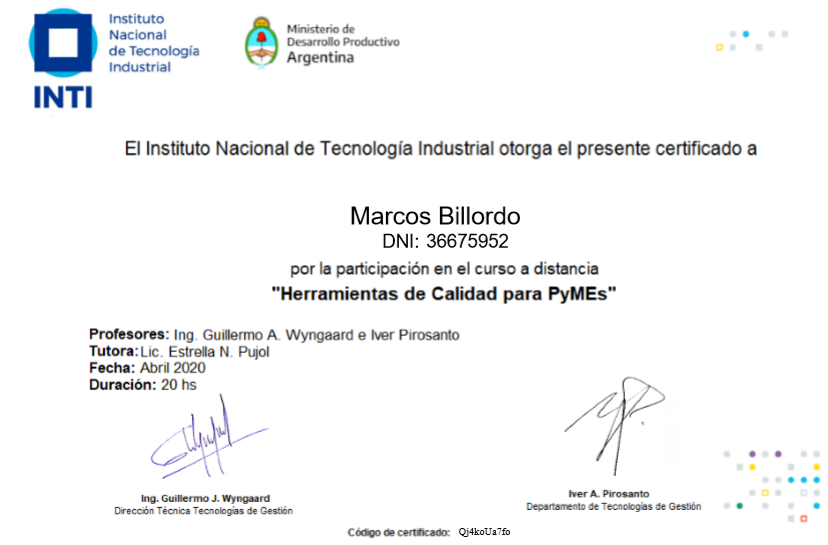 Instituto
Nacional
de Tecnología
Industrial
INTI
Ministerio de
Desarrollo Productivo
Argentina
El Instituto Nacional de Tecnología Industrial otorga el presente certificado a
Marcos Billordo
DNI: 36675952
por la participación en el curso a distancia
"Herramientas de Calidad para PyMEs"
Profesores: Ing. Guillermo A. Wyngaard e Iver Pirosanto
Tutora: Lic. Estrella N. Pujol
Fecha: Abril 2020
Duración: 20 hs
Ing. Guillermo J. Wyngaard
Dirección Técnica Tecnologías de Gestión
Iver A. Pirosanto
Departamento de Tecnologías de Gestión
Código de certificado: Qj4koUa7fo